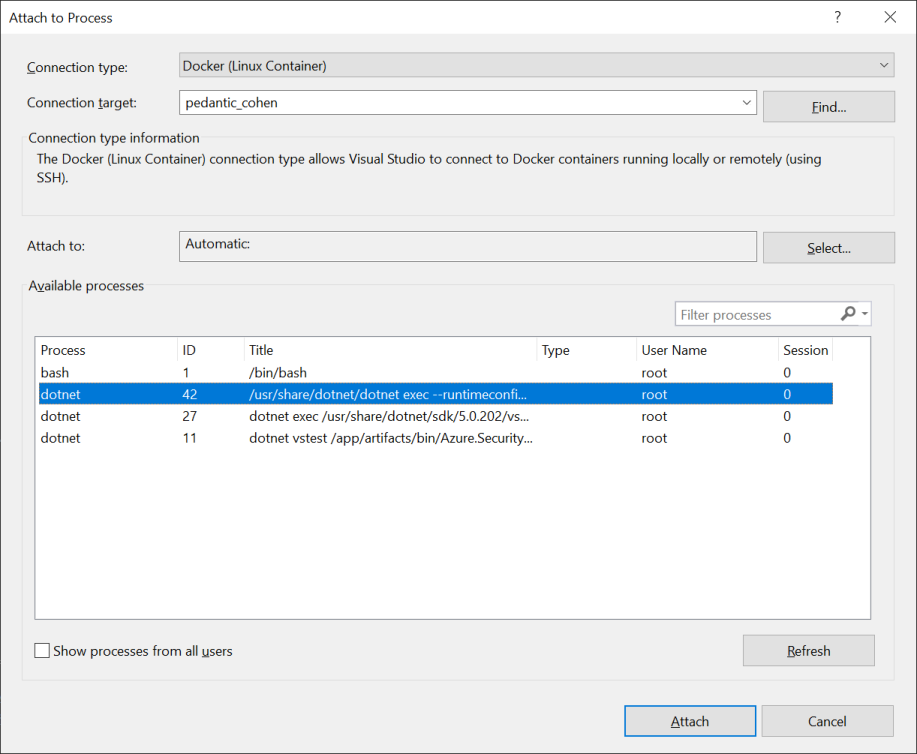 Attach to Process ?
Connection type: Docker (Linux Container)
Connection target: pedantic_cohen Find...
Connection type information
The Docker (Linux Container) connection type allows Visual Studio to connect to Docker containers running locally or remotely (using
SSH).
Attach to: Automatic: Select...
Available processes
Filter processes
Process ID Title Type User Name Session
bash 1 /bin/bash root 0
dotnet 42 /usr/share/dotnet/dotnet exec --runtimeconfi... root 0
dotnet 27 dotnet exec /usr/share/dotnet/sdk/5.0.202/vs... root 0
dotnet 11 dotnet vstest /app/artifacts/bin/Azure.Security... root 0
Show processes from all users Refresh
Attach Cancel